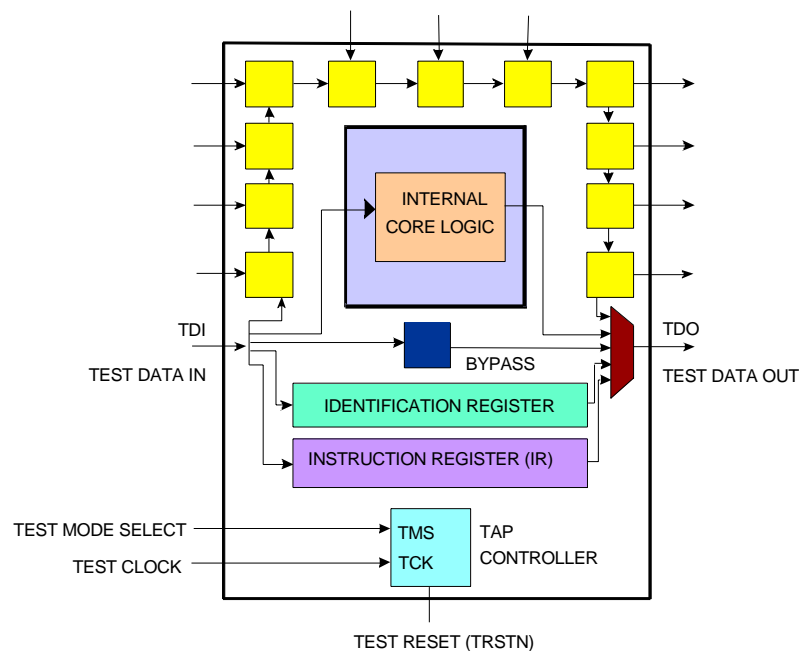 INTERNAL
CORE LOGIC
TDI
TDO
TEST DATA IN
BYPASS
TEST DATA OUT
IDENTIFICATION REGISTER
INSTRUCTION REGISTER (IR)
TEST MODE SELECT
TMS
TAP
CONTROLLER
TEST CLOCK
TCK
TEST RESET (TRSTN)